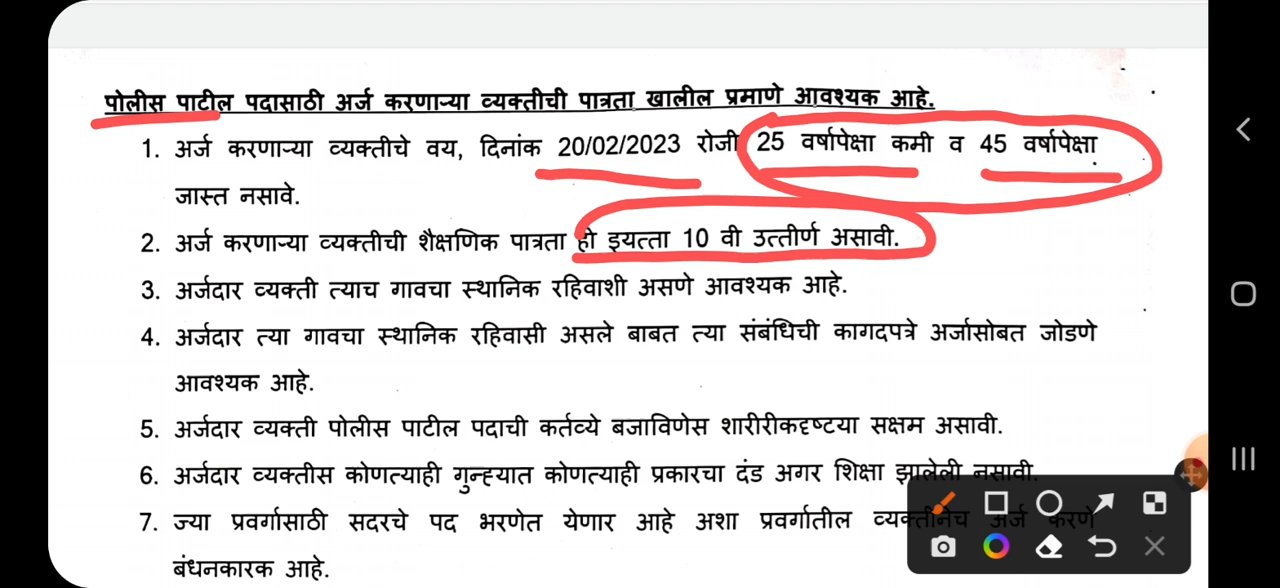 पोलीस पाटील पदासाठी अर्ज करणाऱ्या व्यक्तीची पात्रता खालील प्रमाणे आवश्यक आहे.
1. अर्ज करणाऱ्या व्यक्तीचे वय, दिनांक 20/02/2023 रोजी 25 वर्षापेक्षा कमी व 45 वर्षापेक्षा
जास्त नसावे.
2. अर्ज करणाऱ्या व्यक्तीची शैक्षणिक पात्रता ही इयत्ता 10 वी उत्तीर्ण असावी.
3. अर्जदार व्यक्ती त्याच गावचा स्थानिक रहिवाशी असणे आवश्यक आहे.
4. अर्जदार त्या गावचा स्थानिक रहिवासी असले बाबत त्या संबंधिची कागदपत्रे अर्जासोबत जोडणे
आवश्यक आहे.
5. अर्जदार व्यक्ती पोलीस पाटील पदाची कर्तव्ये बजाविणेस शारीरीकदृष्टया सक्षम असावी.
6. अर्जदार व्यक्तीस कोणत्याही गुन्ह्यात कोणत्याही प्रकारचा दंड अगर शिक्षा झालेली नसावी.
7. ज्या प्रवर्गासाठी सदरचे पद भरणेत येणार आहे अशा प्रवर्गातील व्यक्तीनेच अर्ज करणे
बंधनकारक आहे.